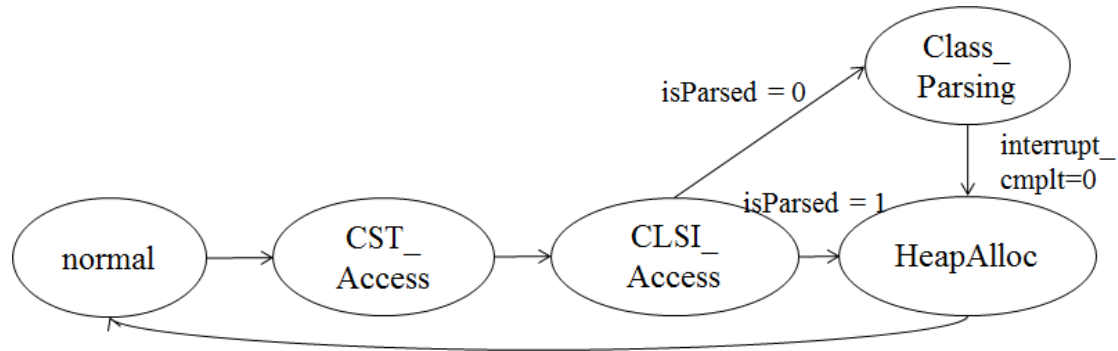 Class_
Parsing
isParsed = 0
interrupt_
cmplt=0
isParsed = 1
normal
CST_
Access
CLSI_
Access
HeapAlloc